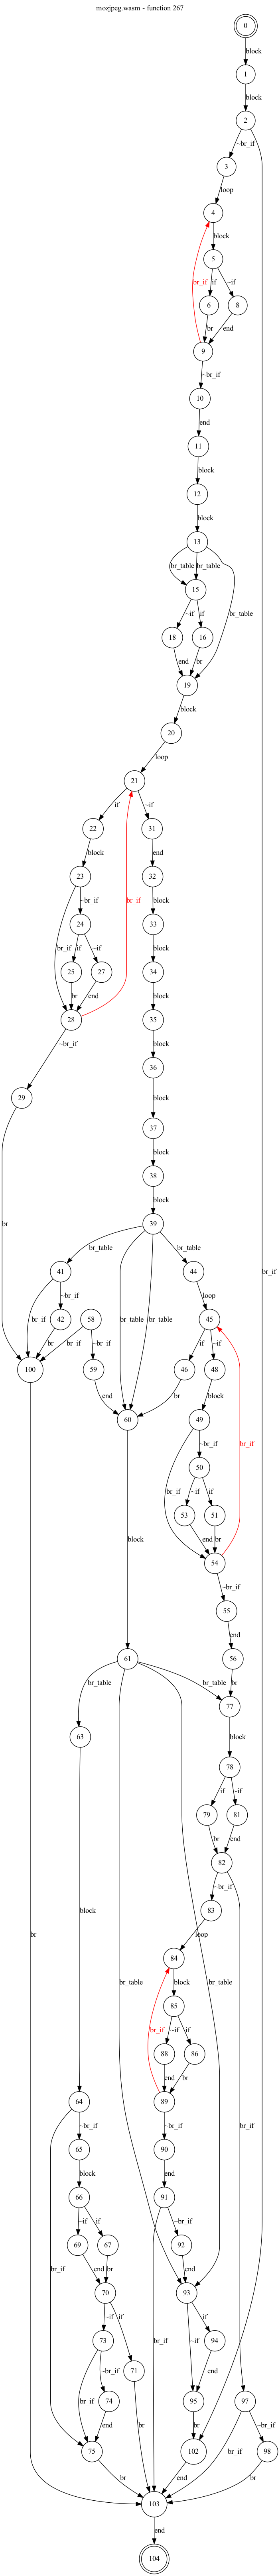 mozjpeg.wasm - function 267
0
block
1
block
2
~br_if
3
loop
4
block
5
br_if
if
~if
6
8
br
end
9
~br_if
10
end
11
block
12
block
13
br_table
br_table
15
br_table
~if
if
18
16
end
br
19
block
20
loop
21
if
~if
22
31
block
end
23
32
~br_if
block
24
33
br_if
if
~if
br_if
block
25
27
34
br
end
block
28
35
~br_if
block
29
36
block
37
block
38
block
br
39
br_table
br_table
41
44
br_if
~br_if
loop
br_table
br_table
42
58
45
br
br_if
~br_if
if
~if
100
59
46
48
end
br
block
60
49
~br_if
br_if
50
br_if
~if
if
53
51
end
br
block
54
~br_if
55
end
61
56
br_table
br_table
br
63
77
block
78
if
~if
79
81
br
end
82
block
~br_if
83
br
loop
84
br_table
br_table
block
85
br_if
~if
if
br_if
br_if
88
86
end
br
64
89
~br_if
~br_if
65
90
block
end
66
91
~if
if
~br_if
69
67
92
end
br
end
70
93
br_if
~if
if
br_if
~if
if
73
71
94
97
br_if
~br_if
end
~br_if
74
95
br_if
98
end
br
br
br
75
102
br
end
103
end
104